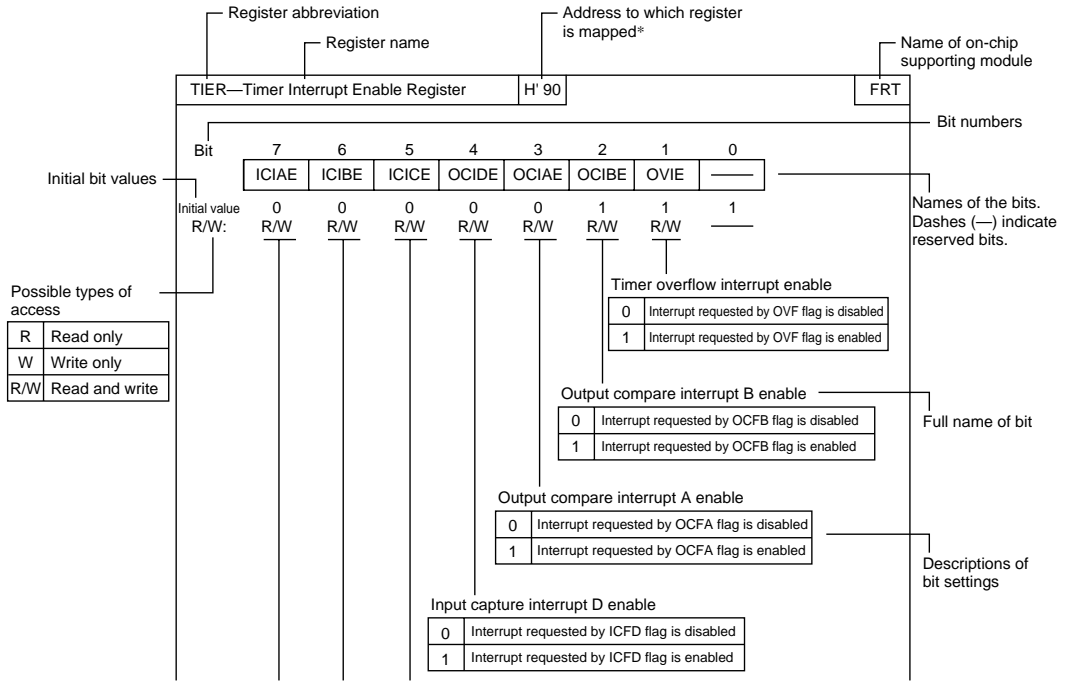 Register abbreviation
Register name
Address to which register
is mapped*
Name of on-chip
supporting module
TIER—Timer Interrupt Enable Register
H' 90
FRT
Bit numbers
Bit 7 6 5 4 3 2 1 0
ICIAE ICIBE ICICE OCIDE OCIAE OCIBE OVIE —
Initial bit values
Initial value 0 0 0 0 0 1 1 1
R/W: R/W R/W R/W R/W R/W R/W R/W —
Names of the bits.
Dashes (—) indicate
reserved bits.
Possible types of
access
R Read only
W Write only
R/W Read and write
Timer overflow interrupt enable
0 Interrupt requested by OVF flag is disabled
1 Interrupt requested by OVF flag is enabled
Output compare interrupt B enable
0 Interrupt requested by OCFB flag is disabled
1 Interrupt requested by OCFB flag is enabled
Full name of bit
Output compare interrupt A enable
0 Interrupt requested by OCFA flag is disabled
1 Interrupt requested by OCFA flag is enabled
Descriptions of
bit settings
Input capture interrupt D enable
0 Interrupt requested by ICFD flag is disabled
1 Interrupt requested by ICFD flag is enabled